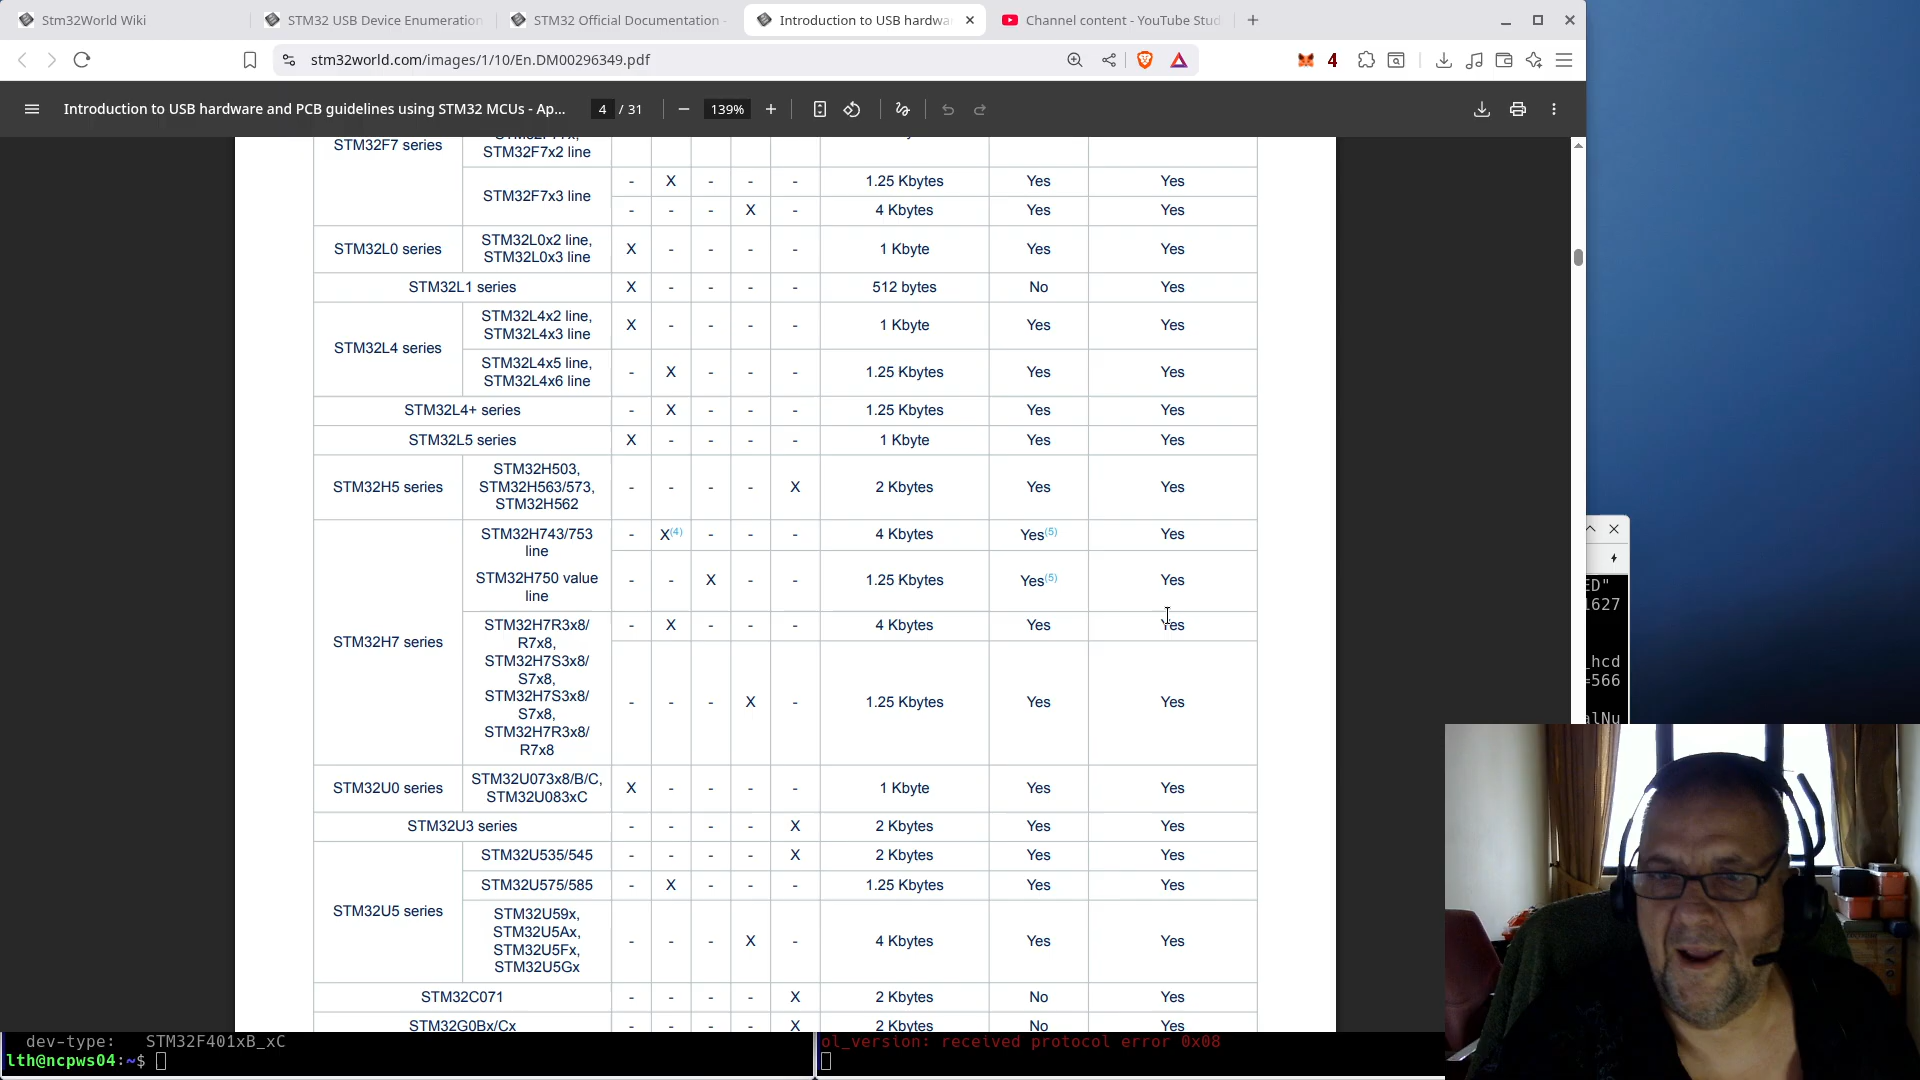 Stm32World Wiki
STM32 USB Device Enumeration
STM32 Official Documentation -
Introduction to USB hardwa
Channel content - YouTube Stud
stm32world.com/images/1/10/En.DM00296349.pdf
4
Introduction to USB hardware and PCB guidelines using STM32 MCUs - Ap...
4 / 31
139%
STM32F7 series
STM32F7x2 line
STM32F7x3 line
- X - - - 1.25 Kbytes Yes Yes
- - - X - 4 Kbytes Yes Yes
STM32L0 series
STM32L0x2 line,
STM32L0x3 line
X - - - - 1 Kbyte Yes Yes
STM32L1 series X - - - - 512 bytes No Yes
STM32L4 series
STM32L4x2 line,
STM32L4x3 line
X - - - - 1 Kbyte Yes Yes
STM32L4x5 line,
STM32L4x6 line
- X - - - 1.25 Kbytes Yes Yes
STM32L4+ series - X - - - 1.25 Kbytes Yes Yes
STM32L5 series X - - - - 1 Kbyte Yes Yes
STM32H5 series
STM32H503,
STM32H563/573,
STM32H562
- - - - X 2 Kbytes Yes Yes
STM32H7 series
STM32H743/753
line
STM32H750 value
line
- X(4) - - - 4 Kbytes Yes(5) Yes
- - X - - 1.25 Kbytes Yes(5) Yes
STM32H7R3x8/
R7x8,
STM32H7S3x8/
S7x8,
STM32H7S3x8/
S7x8,
STM32H7R3x8/
R7x8
- X - - - 4 Kbytes Yes Yes
- - - X - 1.25 Kbytes Yes Yes
STM32U0 series
STM32U073x8/B/C,
STM32U083xC
X - - - - 1 Kbyte Yes Yes
STM32U3 series - - - - X 2 Kbytes Yes Yes
STM32U5 series
STM32U535/545 - - - - X 2 Kbytes Yes Yes
STM32U575/585 - X - - - 1.25 Kbytes Yes Yes
STM32U59x,
STM32U5Ax,
STM32U5Fx,
STM32U5Gx
- - - X - 4 Kbytes Yes Yes
STM32C071 - - - - X 2 Kbytes No Yes
STM32G0Bx/Cx - - - - X 2 Kbytes No Yes
ED"
1627
_hcd
=566
alNu
dev-type: STM32F401xB_xC
lth@ncpws04:~$
ol_version: received protocol error 0x08